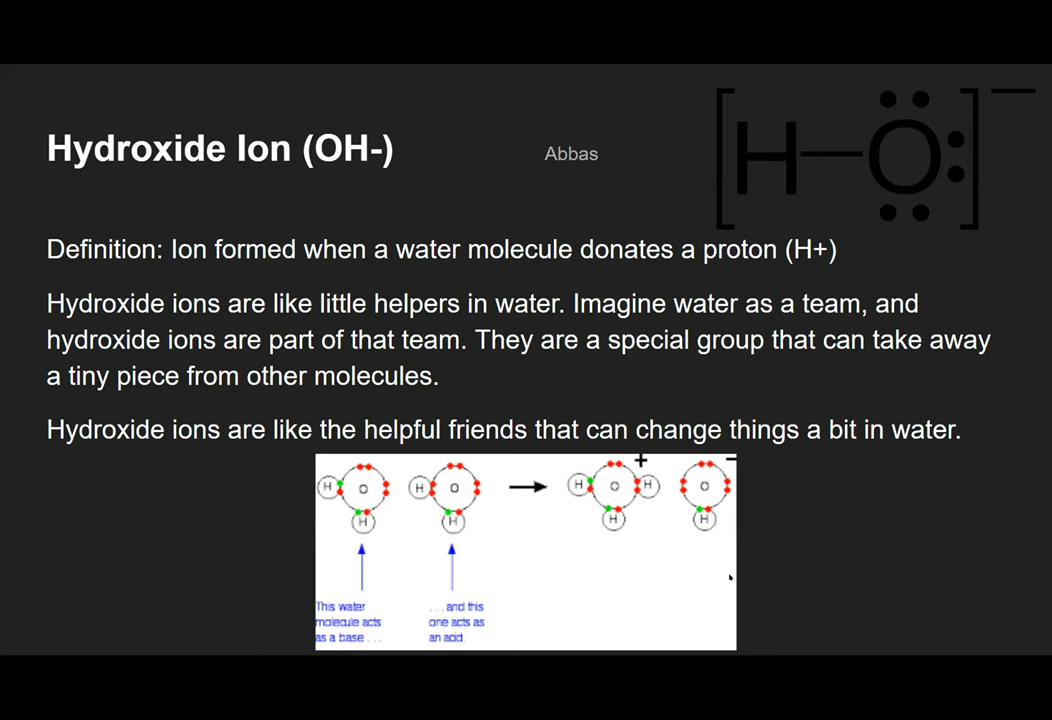 Hydroxide Ion (OH-)
Abbas
[H—O:]—
Definition: Ion formed when a water molecule donates a proton (H+)
Hydroxide ions are like little helpers in water. Imagine water as a team, and
hydroxide ions are part of that team. They are a special group that can take away
a tiny piece from other molecules.
Hydroxide ions are like the helpful friends that can change things a bit in water.
+ −
H O H O H O H O
H H H H
This water
molecule acts
as a base . . .
. . . and this
one acts as
an acid.